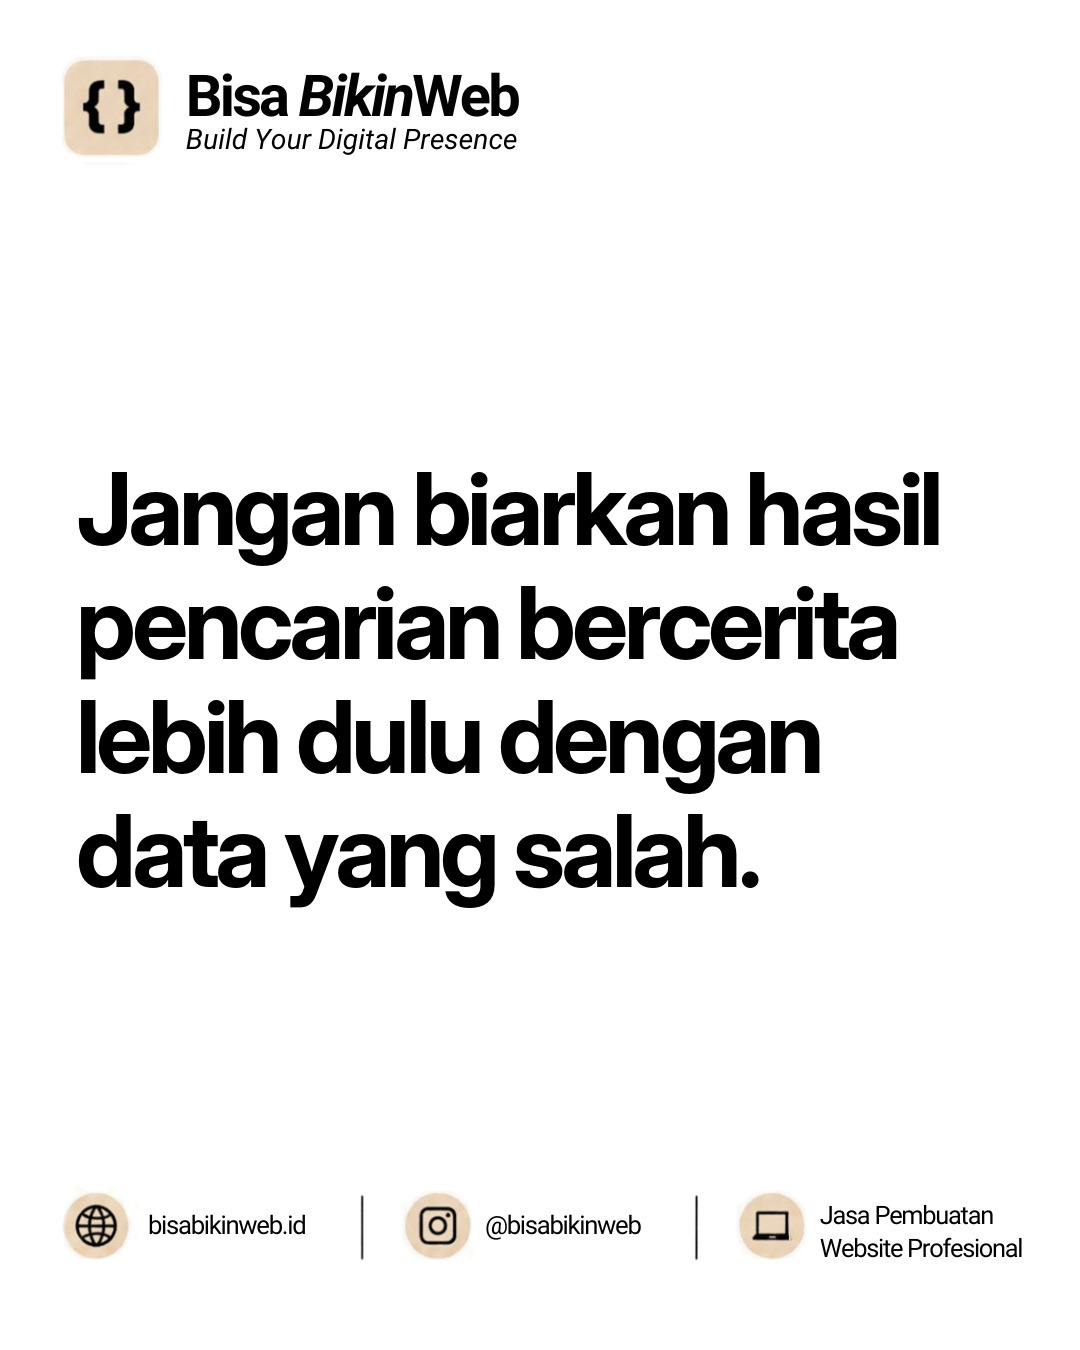 { }
Bisa BikinWeb
Build Your Digital Presence
Jangan biarkan hasil
pencarian bercerita
lebih dulu dengan
data yang salah.
bisabikinweb.id
@bisabikinweb
Jasa Pembuatan
Website Profesional